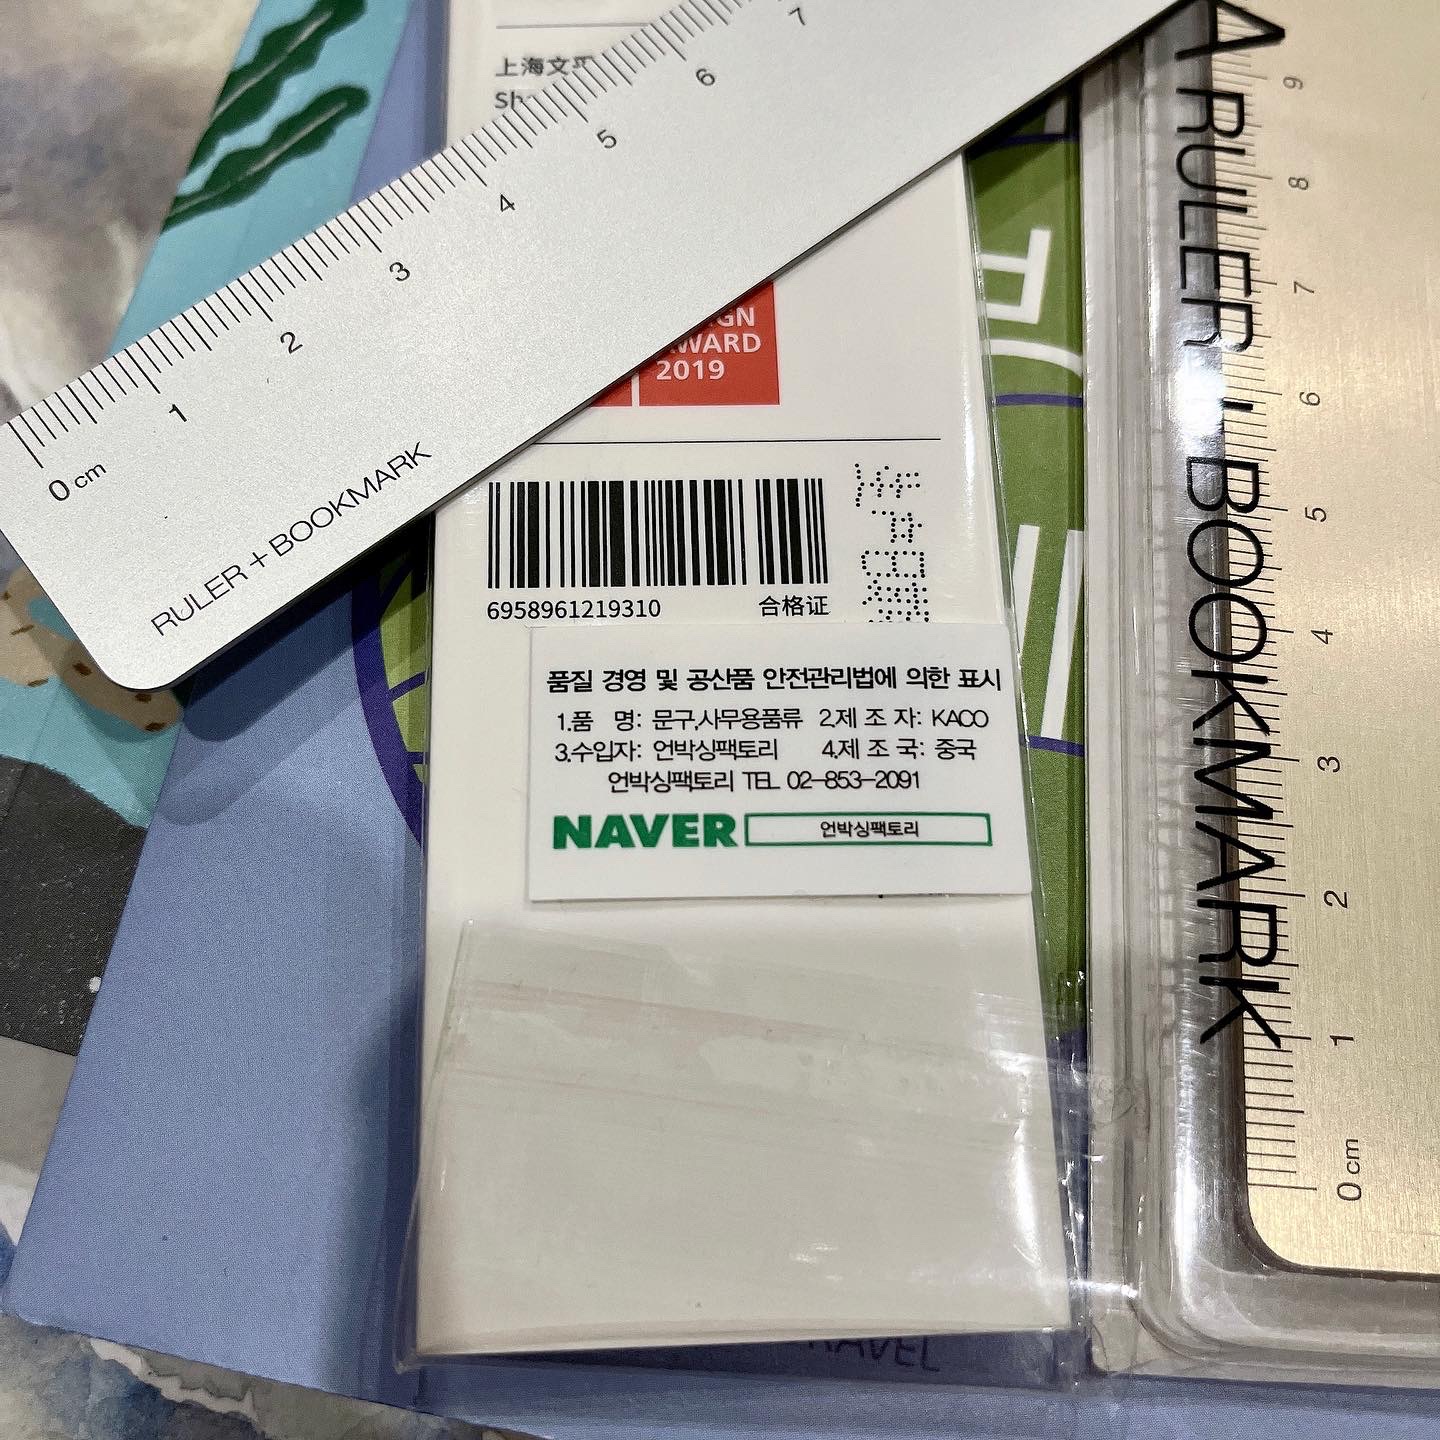 上海文
0 cm 1 2 3 4 5 6 7
RULER + BOOKMARK
AWARD
2019
6958961219310 合格证
품질 경영 및 공산품 안전관리법에 의한 표시
1.품 명: 문구,사무용품류 2.제 조 자: KACO
3.수입자: 언박싱팩토리 4.제 조 국: 중국
언박싱팩토리 TEL 02-853-2091
NAVER 언박싱팩토리
A RULER + BOOKMARK
9
8
7
6
5
4
3
2
1
0 cm